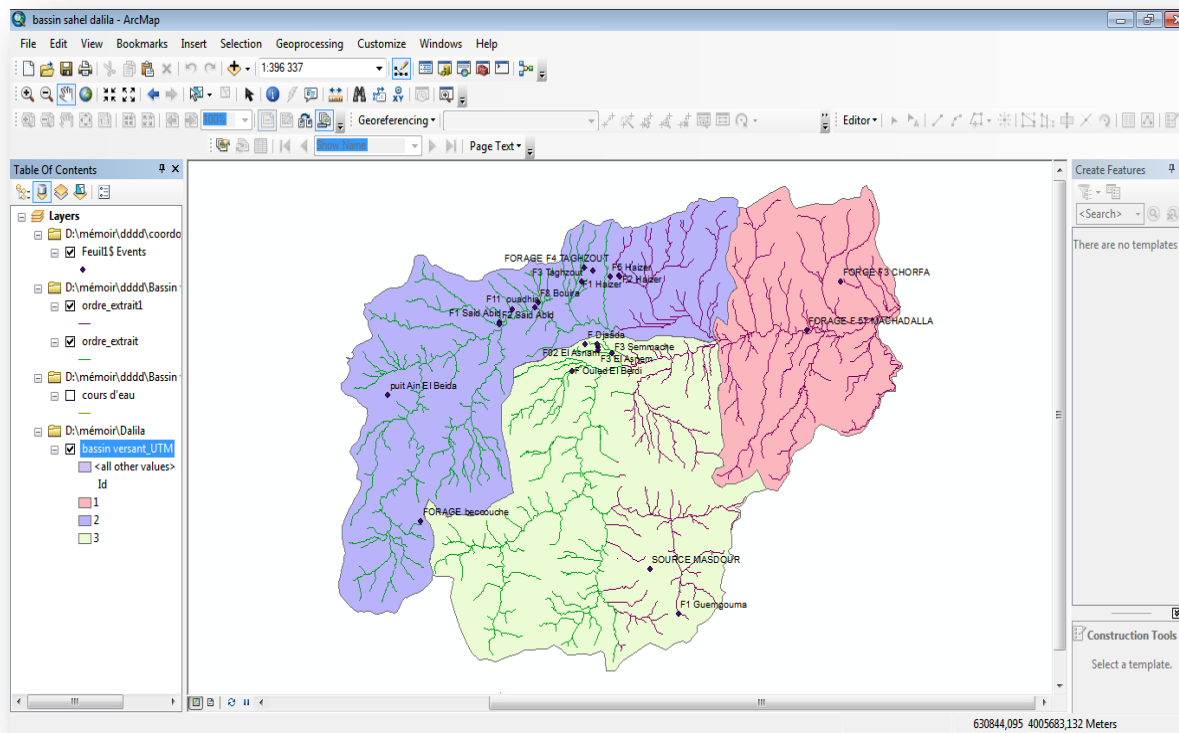 bassin sahel dalila - ArcMap
File Edit View Bookmarks Insert Selection Geoprocessing Customize Windows Help
1:396 337
100% Georeferencing Editor
Show Name Page Text
Table Of Contents
Layers
D:\mémoir\dddd\coordo
Feuil1$ Events
D:\mémoir\dddd\Bassin
ordre_extrait1
ordre_extrait
D:\mémoir\dddd\Bassin
cours d'eau
D:\mémoir\Dalila
bassin versant_UTM
<all other values>
Id
1
2
3
FORAGE F4 TAGHZOUT
F3 Taghzout
F5 Haizer
F2 Haizer
F1 Haizer
FORGE F3 CHORFA
F8 Bouira
F11 ouadhia
F1 Said Abid
F2 Said Abid
FORAGE F 57 MACHADALLA
F Djaada
F02 El Asnam
F3 Semmache
F3 El Asnem
F Ouled El Berdi
puit Ain El Beida
FORAGE beccouche
SOURCE MASDOUR
F1 Guemgouma
Create Features
<Search>
There are no templates
Construction Tools
Select a template.
630844,095 4005683,132 Meters